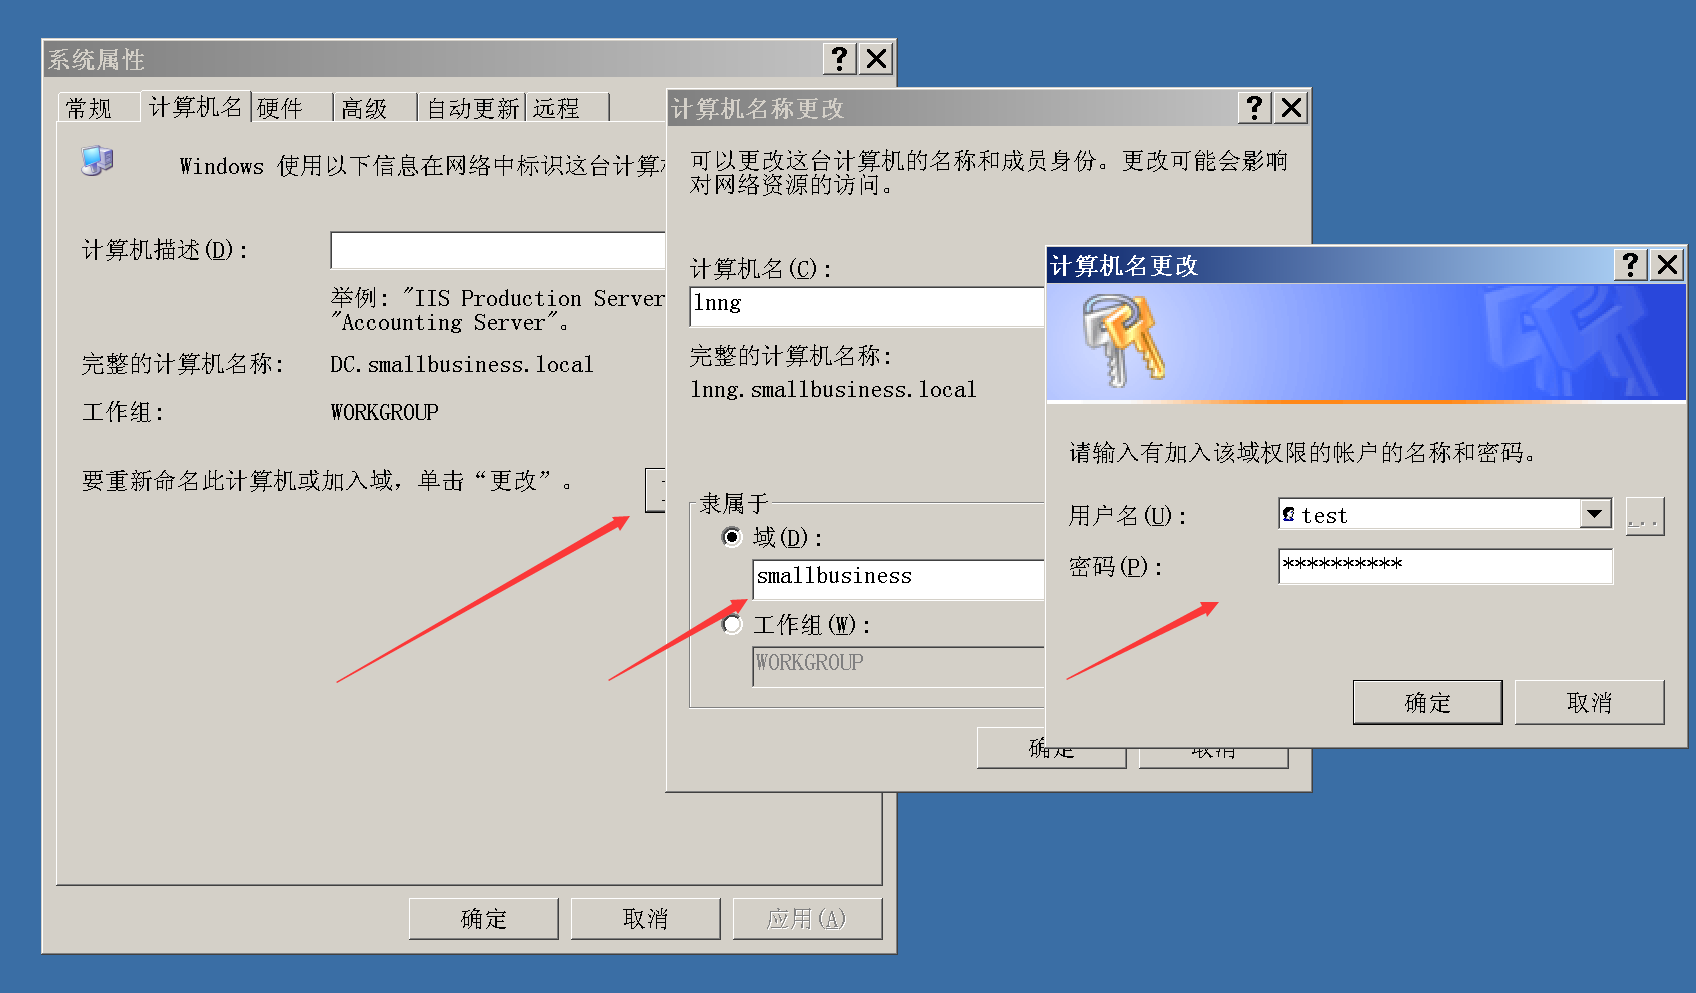 系统属性
常规 计算机名 硬件 高级 自动更新 远程
Windows 使用以下信息在网络中标识这台计算
计算机描述(D):
举例: "IIS Production Server
"Accounting Server"。
完整的计算机名称: DC.smallbusiness.local
工作组: WORKGROUP
要重新命名此计算机或加入域，单击“更改”。
确定 取消 应用(A)
计算机名称更改
可以更改这台计算机的名称和成员身份。更改可能会影响
对网络资源的访问。
计算机名(C):
lnng
完整的计算机名称:
lnng.smallbusiness.local
隶属于
域(D):
smallbusiness
工作组(W):
WORKGROUP
确定 取消
计算机名更改
请输入有加入该域权限的帐户的名称和密码。
用户名(U): test ...
密码(P): **********
确定 取消